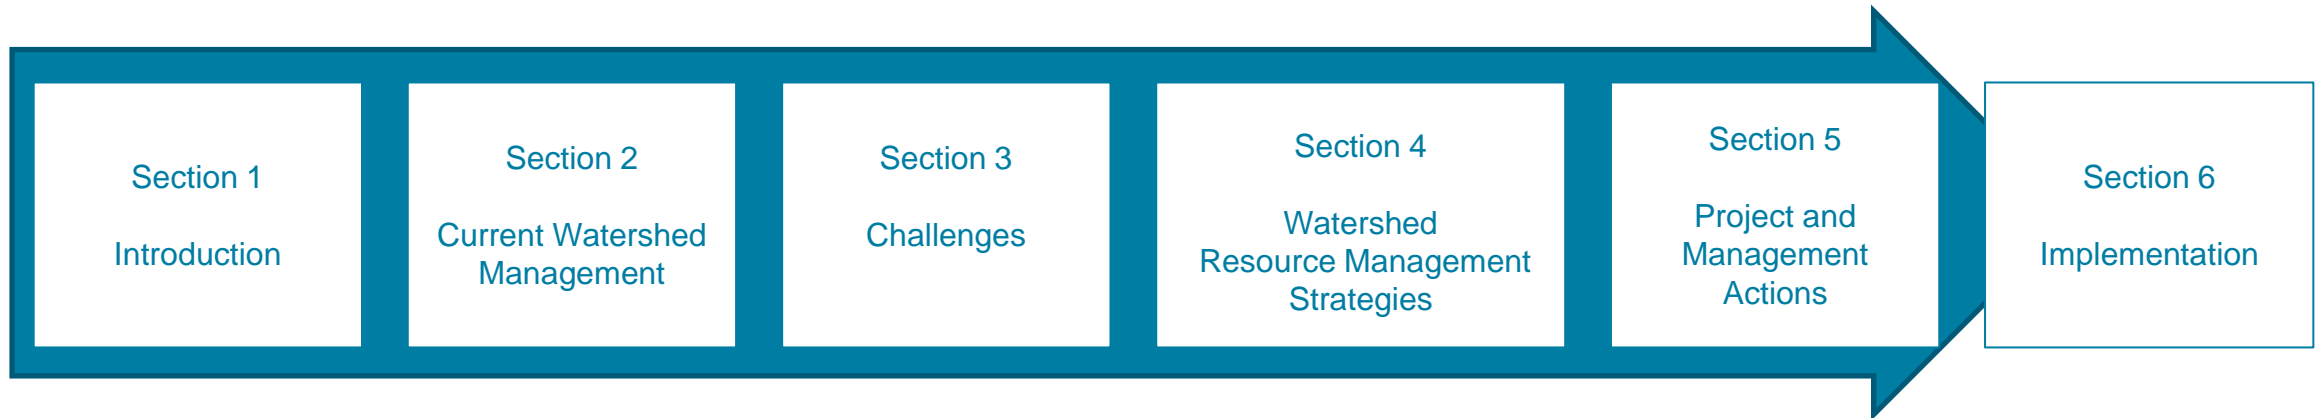 Section 1
Introduction
Section 2
Current Watershed
Management
Section 3
Challenges
Section 4
Watershed
Resource Management
Strategies
Section 5
Project and
Management
Actions
Section 6
Implementation